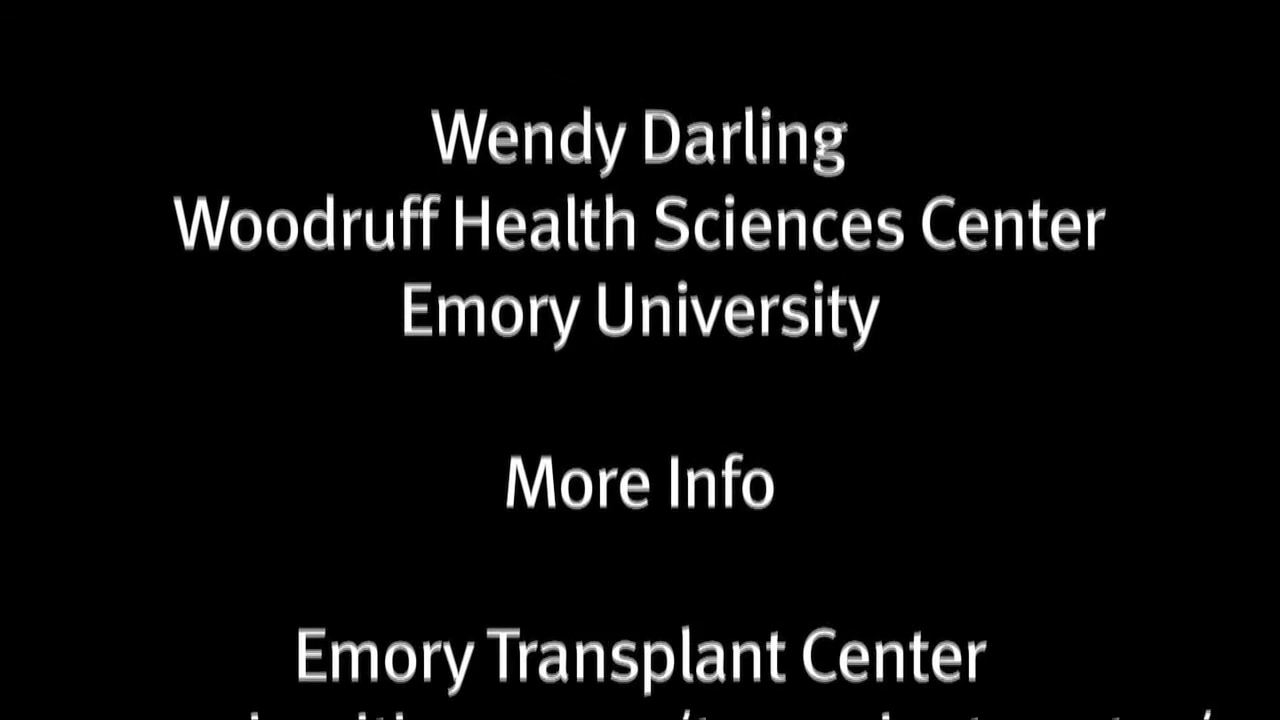 Wendy Darling
Woodruff Health Sciences Center
Emory University
More Info
Emory Transplant Center